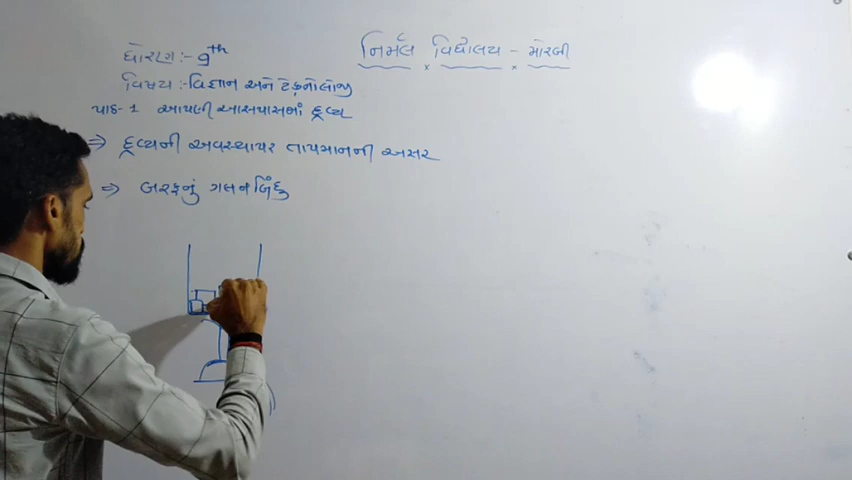 નિર્મલ વિદ્યાલય - મોરબી
ધોરણ :- 9th
વિષય :- વિજ્ઞાન અને ટેકનોલોજી
પાઠ - 1 આપણી આસપાસમાં દ્રવ્ય
⇒ દ્રવ્યની અવસ્થાપર તાપમાનની અસર
⇒ બરફનું ગલનબિંદુ